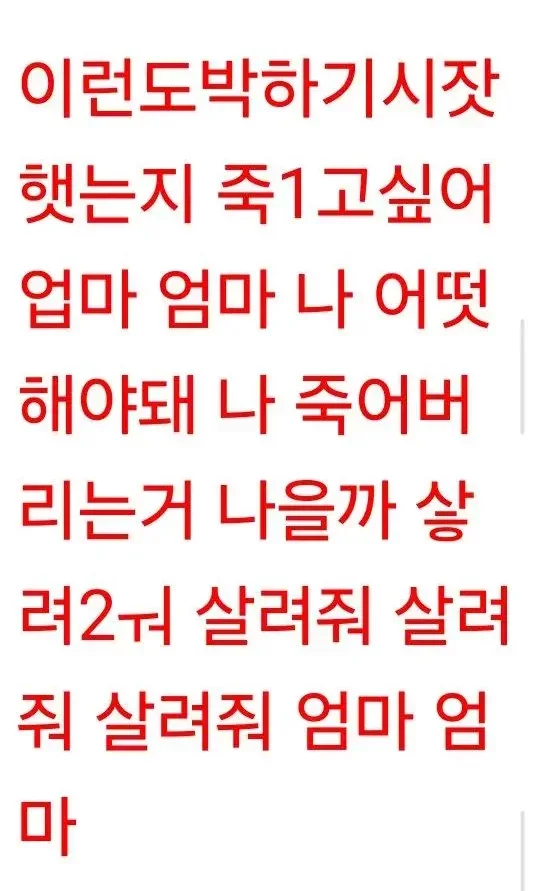 이런도박하기시잣
햇는지 죽1고싶어
업마 엄마 나 어떳
해야돼 나 죽어버
리는거 나을까 샇
려2ㅝ 살려줘 살려
줘 살려줘 엄마 엄
마